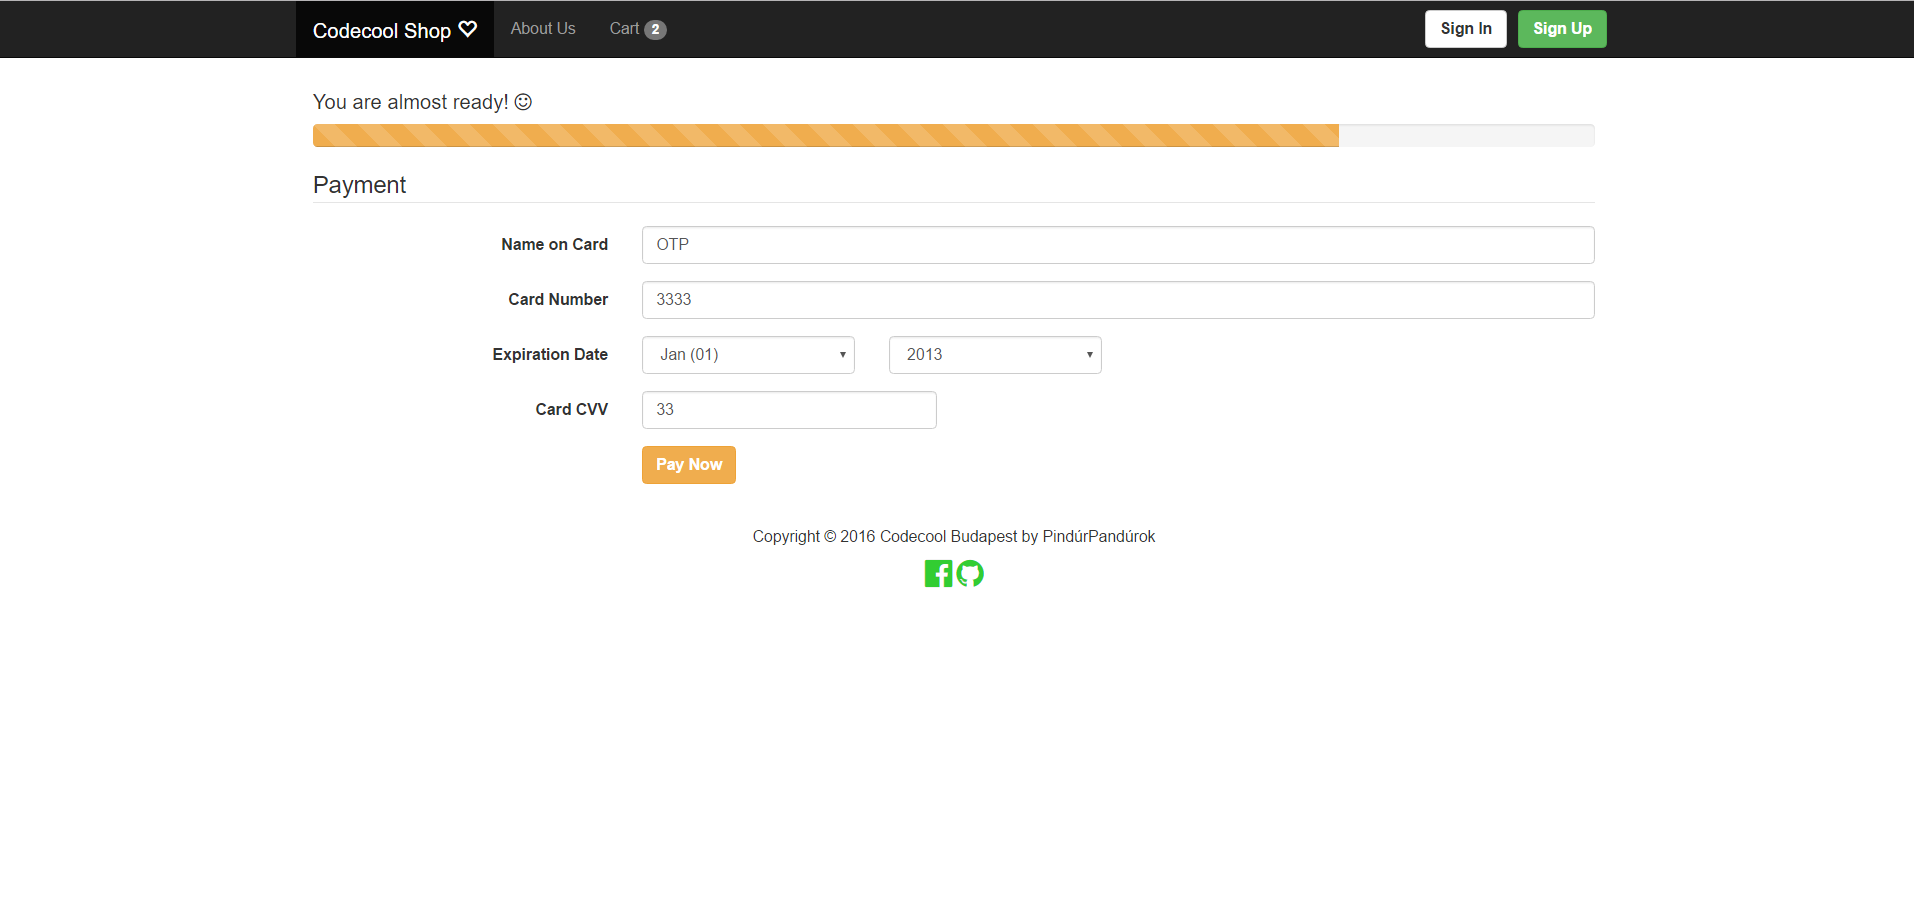 Codecool Shop About Us Cart 2 Sign In Sign Up
You are almost ready!
Payment
Name on Card OTP
Card Number 3333
Expiration Date Jan (01) 2013
Card CVV 33
Pay Now
Copyright © 2016 Codecool Budapest by PindúrPandúrok